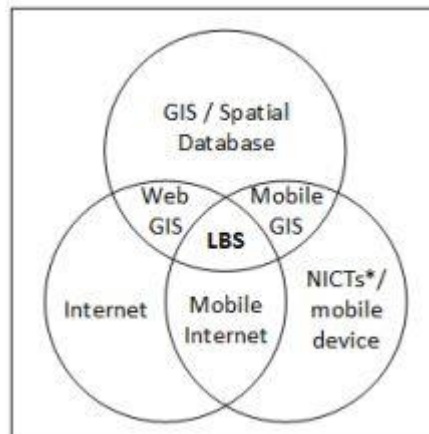 GIS / Spatial
Database
Web
GIS
Mobile
GIS
LBS
Internet
Mobile
Internet
NICTs*/
mobile
device